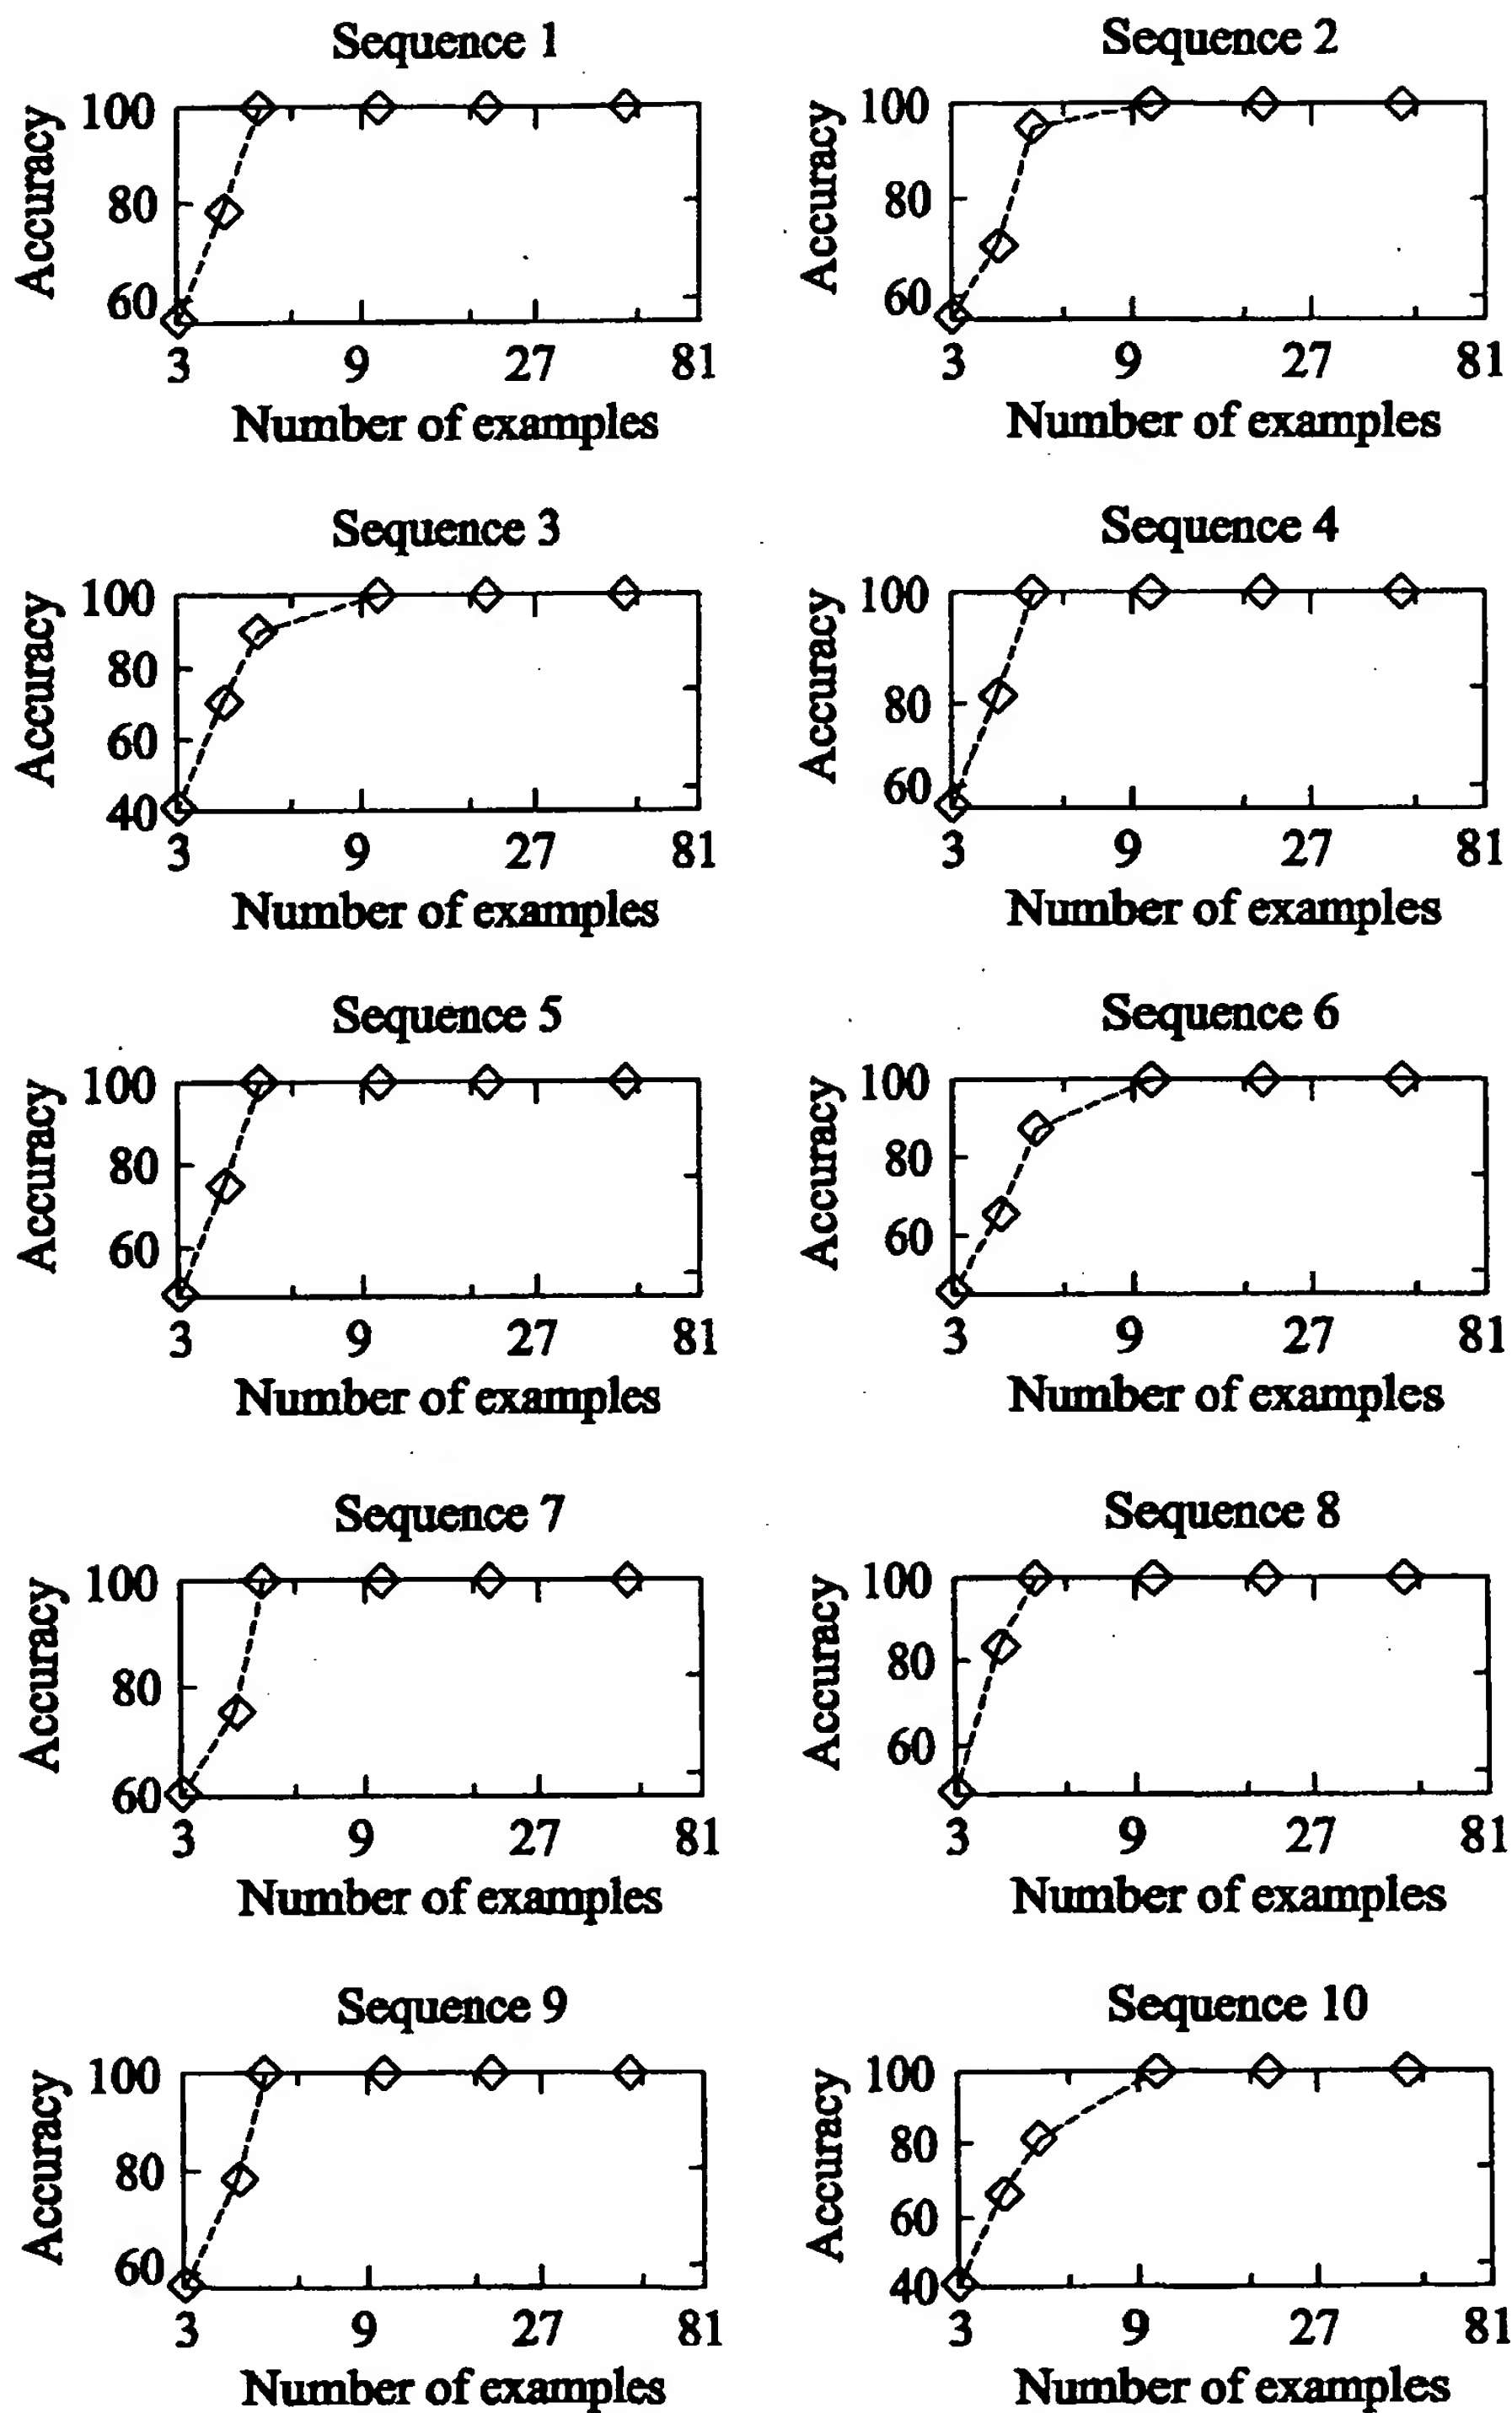 Sequence 1
Accuracy
100
80
60
3 9 27 81
Number of examples
Sequence 2
Accuracy
100
80
60
3 9 27 81
Number of examples
Sequence 3
Accuracy
100
80
60
40
3 9 27 81
Number of examples
Sequence 4
Accuracy
100
80
60
3 9 27 81
Number of examples
Sequence 5
Accuracy
100
80
60
3 9 27 81
Number of examples
Sequence 6
Accuracy
100
80
60
3 9 27 81
Number of examples
Sequence 7
Accuracy
100
80
60
3 9 27 81
Number of examples
Sequence 8
Accuracy
100
80
60
3 9 27 81
Number of examples
Sequence 9
Accuracy
100
80
60
3 9 27 81
Number of examples
Sequence 10
Accuracy
100
80
60
40
3 9 27 81
Number of examples